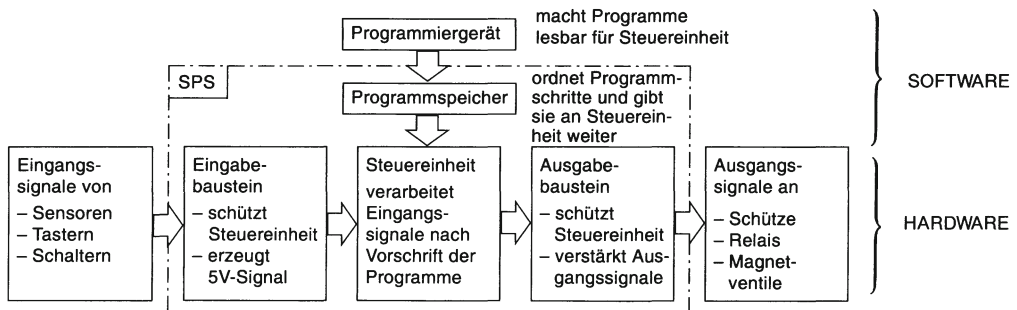 Programmiergerät
macht Programme
lesbar für Steuereinheit
SPS
Programmspeicher
ordnet Programm-
schritte und gibt
sie an Steuerein-
heit weiter
SOFTWARE
Eingangs-
signale von
– Sensoren
– Tastern
– Schaltern
Eingabe-
baustein
– schützt
Steuereinheit
– erzeugt
5V-Signal
Steuereinheit
verarbeitet
Eingangs-
signale nach
Vorschrift der
Programme
Ausgabe-
baustein
– schützt
Steuereinheit
– verstärkt Aus-
gangssignale
Ausgangs-
signale an
– Schütze
– Relais
– Magnet-
ventile
HARDWARE